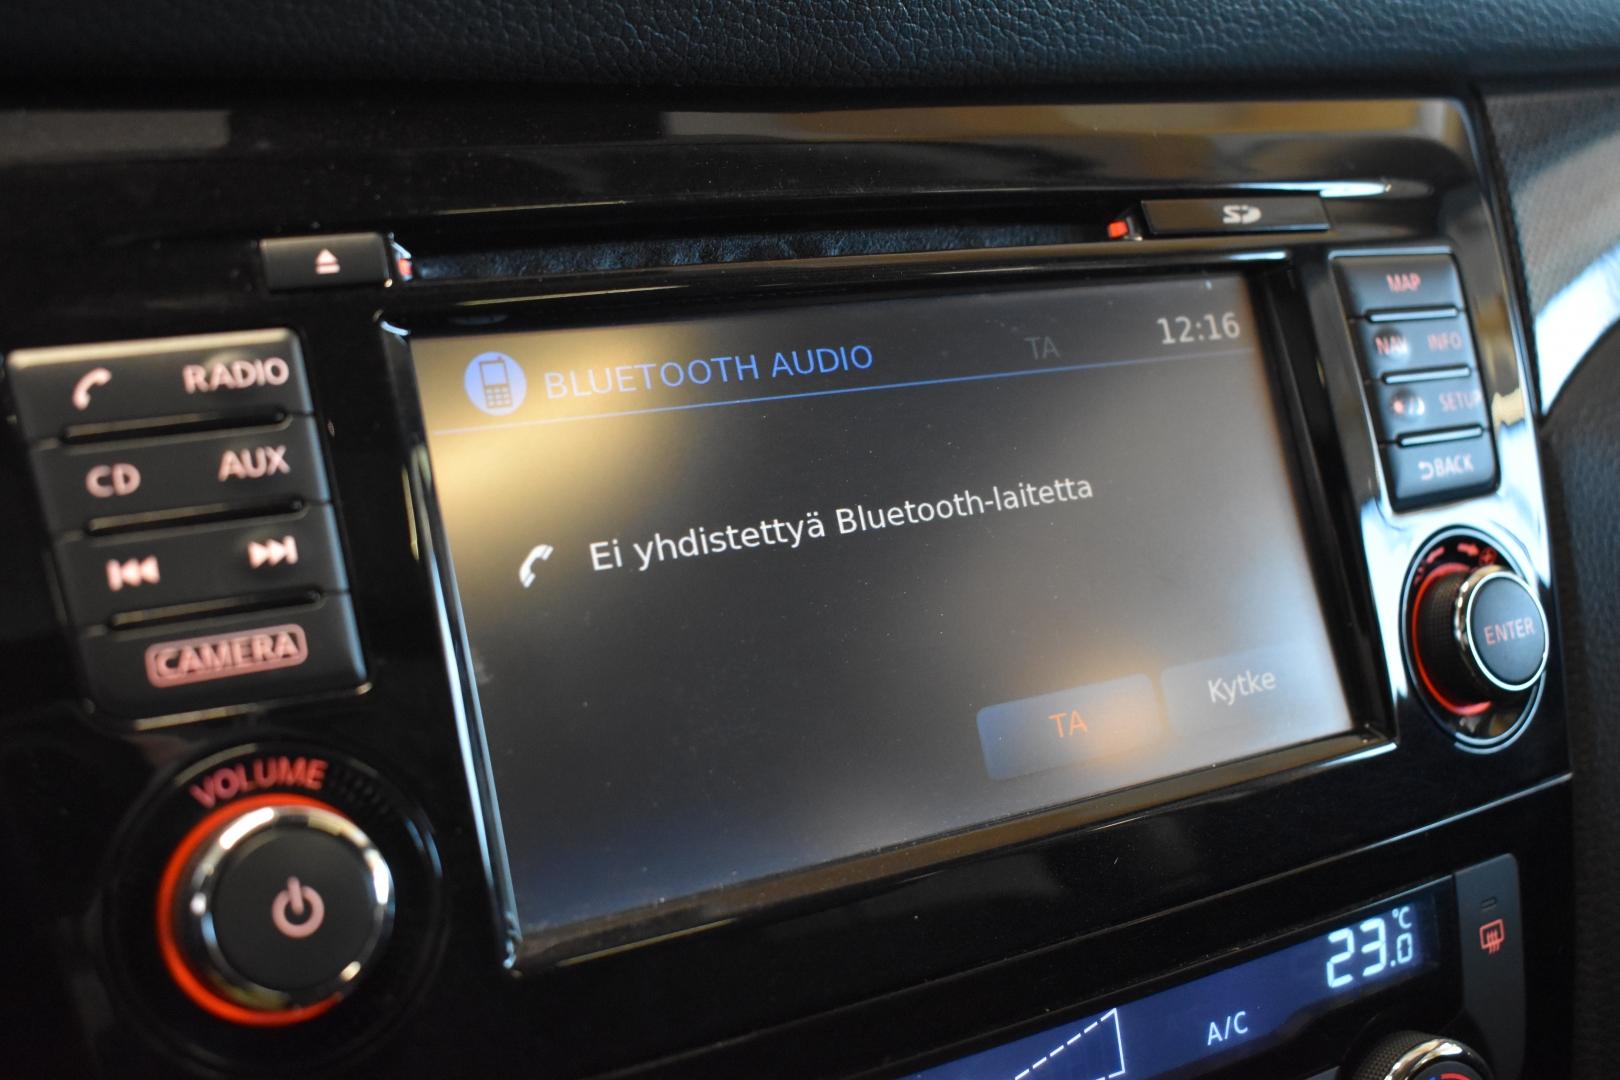 SD
MAP
RADIO
NAV INFO
CD AUX
SETUP
BACK
CAMERA
ENTER
VOLUME
BLUETOOTH AUDIO TA 12:16
Ei yhdistettyä Bluetooth-laitetta
TA Kytke
23.0 °C
A/C